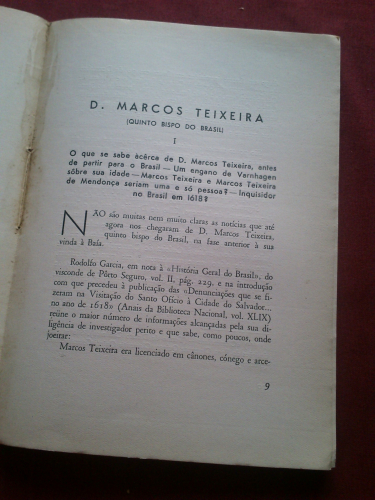 D. MARCOS TEIXEIRA
(QUINTO BISPO DO BRASIL)
I
O que se sabe acêrca de D. Marcos Teixeira, antes
de partir para o Brasil — Um engano de Varnhagen
sôbre sua idade — Marcos Teixeira e Marcos Teixeira
de Mendonça seriam uma e só pessoa? — Inquisidor
no Brasil em 1618?
NÃO são muitas nem muito claras as notícias que até
agora nos chegaram de D. Marcos Teixeira,
quinto bispo do Brasil, na fase anterior à sua
vinda à Baía.
Rodolfo Garcia, em nota à «História Geral do Brasil», do
visconde de Pôrto Seguro, vol. II, pág. 229, e na introdução
com que precedeu à publicação das «Denunciações que se fi-
zeram na Visitação do Santo Ofício à Cidade do Salvador...
no ano de 1618» (Anais da Biblioteca Nacional, vol. XLIX)
reüne o maior número de informações alcançadas pela sua di-
ligência de investigador perito e que sabe, como poucos, onde
joeirar:
Marcos Teixeira era licenciado em cânones, cónego e arce-
9